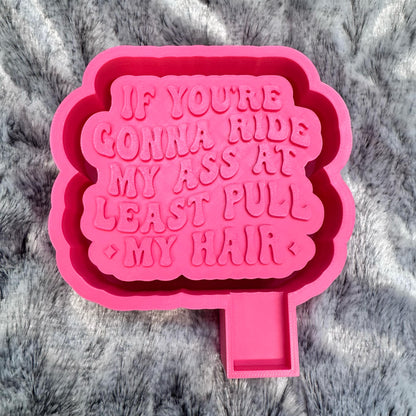 IF YOU'RE
GONNA RIDE
MY ASS AT
LEAST PULL
MY HAIR